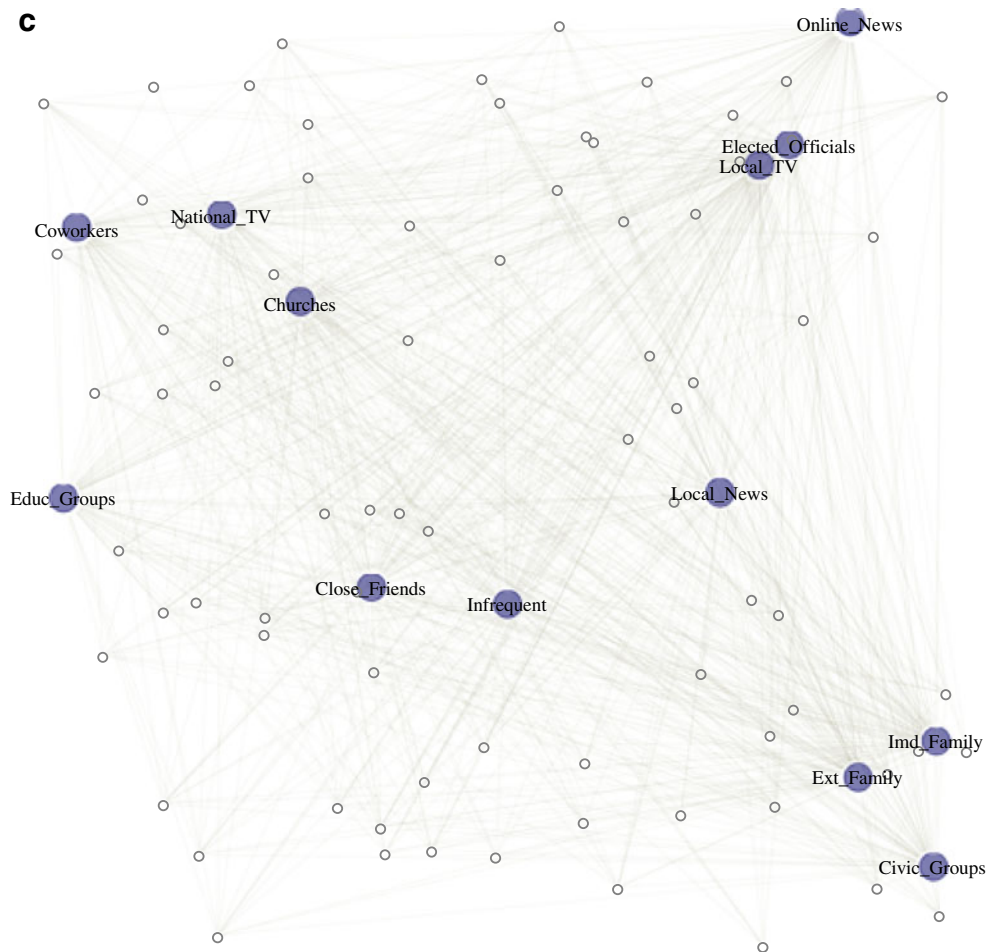 c
Online_News
Elected_Officials
Local_TV
National_TV
Coworkers
Churches
Local_News
Educ_Groups
Close_Friends
Infrequent
Imd_Family
Ext_Family
Civic_Groups